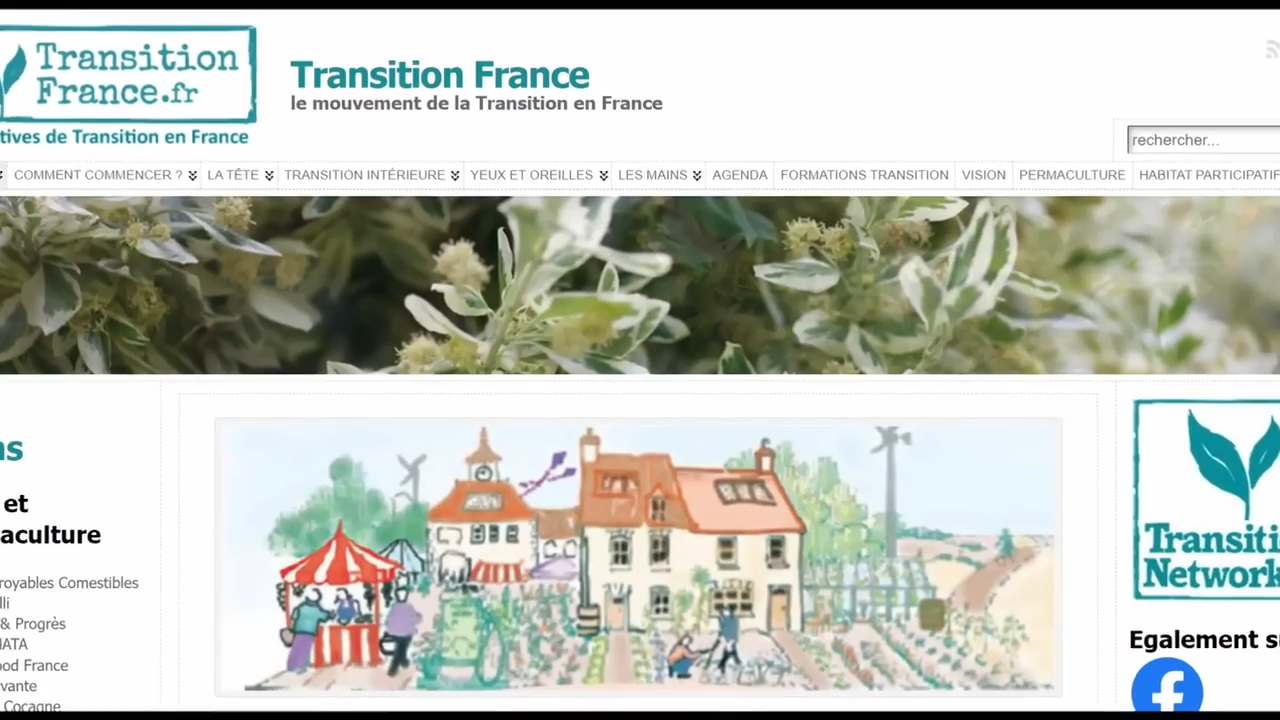 Transition
France.fr
tives de Transition en France
Transition France
le mouvement de la Transition en France
rechercher...
COMMENT COMMENCER ?
LA TÊTE
TRANSITION INTÉRIEURE
YEUX ET OREILLES
LES MAINS
AGENDA
FORMATIONS TRANSITION
VISION
PERMACULTURE
HABITAT PARTICIPATIF
ns
et
aculture
royables Comestibles
lli
& Progrès
ood France
vante
Cocagne
Transiti
Network
Egalement su